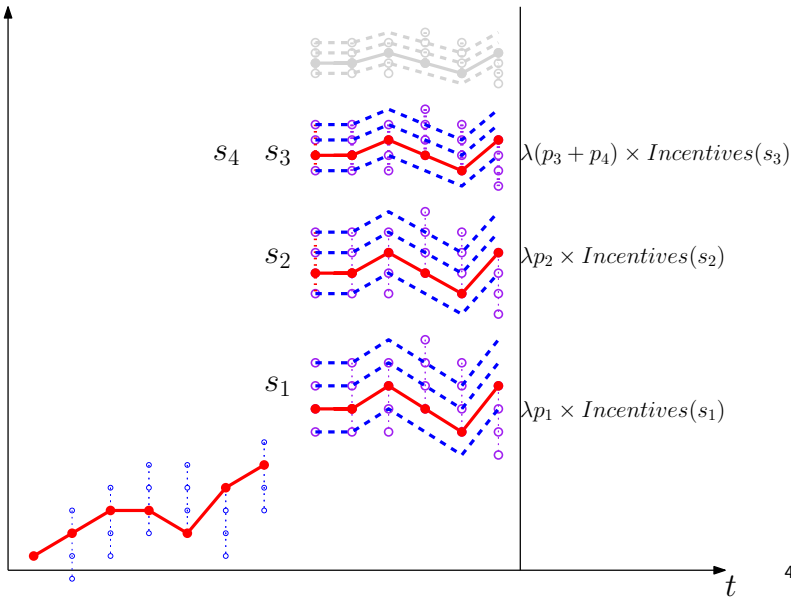 s₄ s₃ λ(p₃ + p₄) × Incentives(s₃)
s₂ λp₂ × Incentives(s₂)
s₁ λp₁ × Incentives(s₁)
t
4